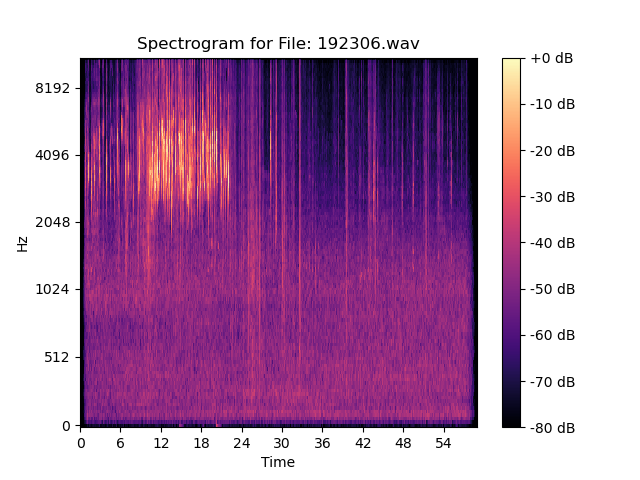 Spectrogram for File: 192306.wav
Hz
8192
4096
2048
1024
512
0
0 6 12 18 24 30 36 42 48 54
Time
+0 dB
-10 dB
-20 dB
-30 dB
-40 dB
-50 dB
-60 dB
-70 dB
-80 dB